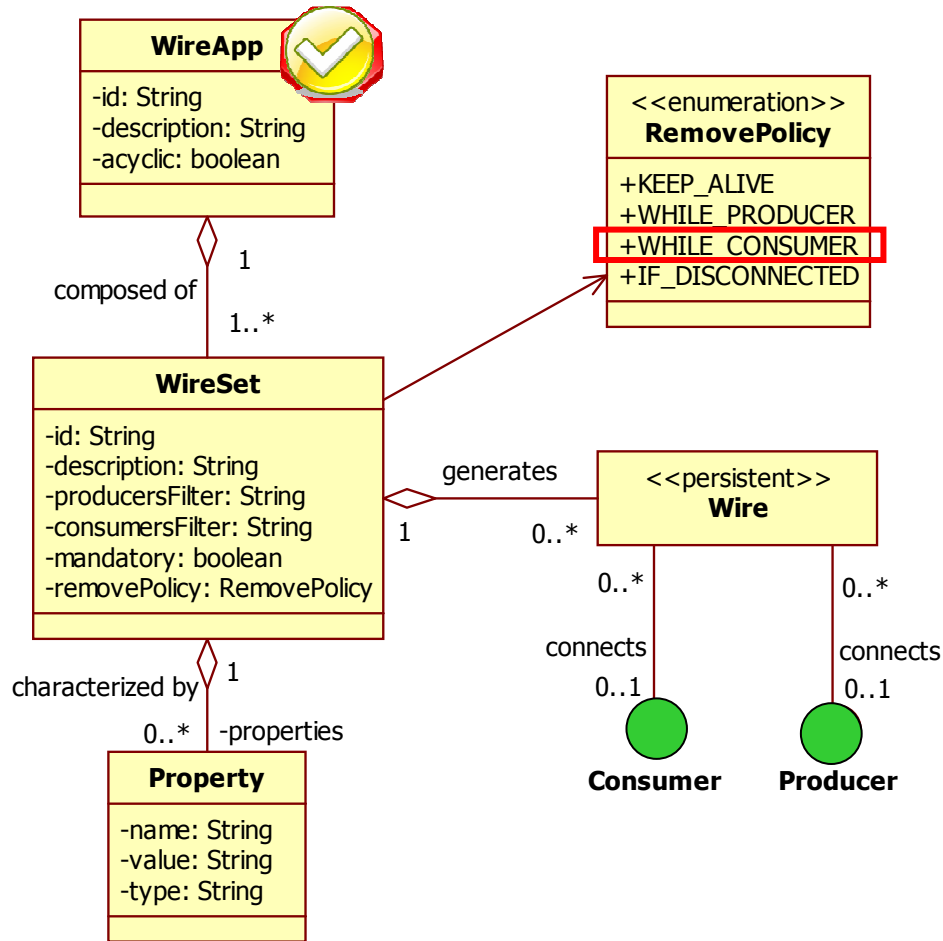 WireApp
-id: String
-description: String
-acyclic: boolean
<<enumeration>>
RemovePolicy
+KEEP_ALIVE
+WHILE_PRODUCER
+WHILE_CONSUMER
+IF_DISCONNECTED
1
composed of
1..*
WireSet
-id: String
-description: String
-producersFilter: String
-consumersFilter: String
-mandatory: boolean
-removePolicy: RemovePolicy
generates
1
0..*
<<persistent>>
Wire
0..*
0..*
connects
connects
0..1
0..1
Consumer
Producer
1
characterized by
0..*
-properties
Property
-name: String
-value: String
-type: String